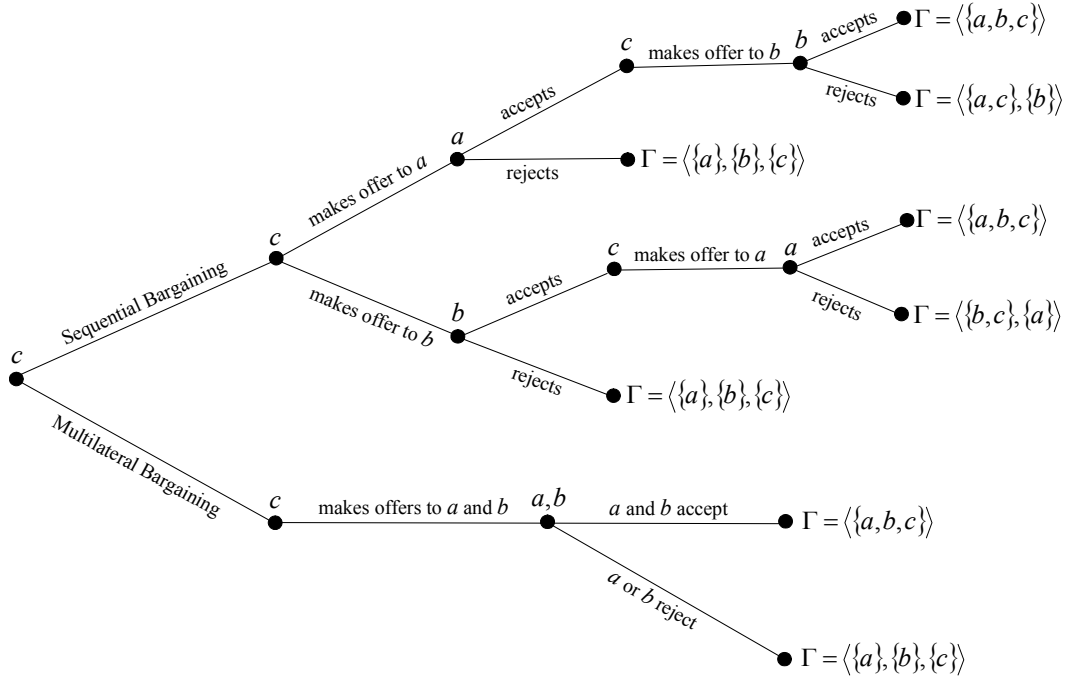 c
makes offer to b
b
accepts
Γ = ⟨{a,b,c}⟩
rejects
Γ = ⟨{a,c},{b}⟩
accepts
a
rejects
Γ = ⟨{a},{b},{c}⟩
makes offer to a
c
Sequential Bargaining
makes offer to b
b
accepts
c
makes offer to a
a
accepts
Γ = ⟨{a,b,c}⟩
rejects
Γ = ⟨{b,c},{a}⟩
rejects
Γ = ⟨{a},{b},{c}⟩
c
Multilateral Bargaining
c
makes offers to a and b
a,b
a and b accept
Γ = ⟨{a,b,c}⟩
a or b reject
Γ = ⟨{a},{b},{c}⟩